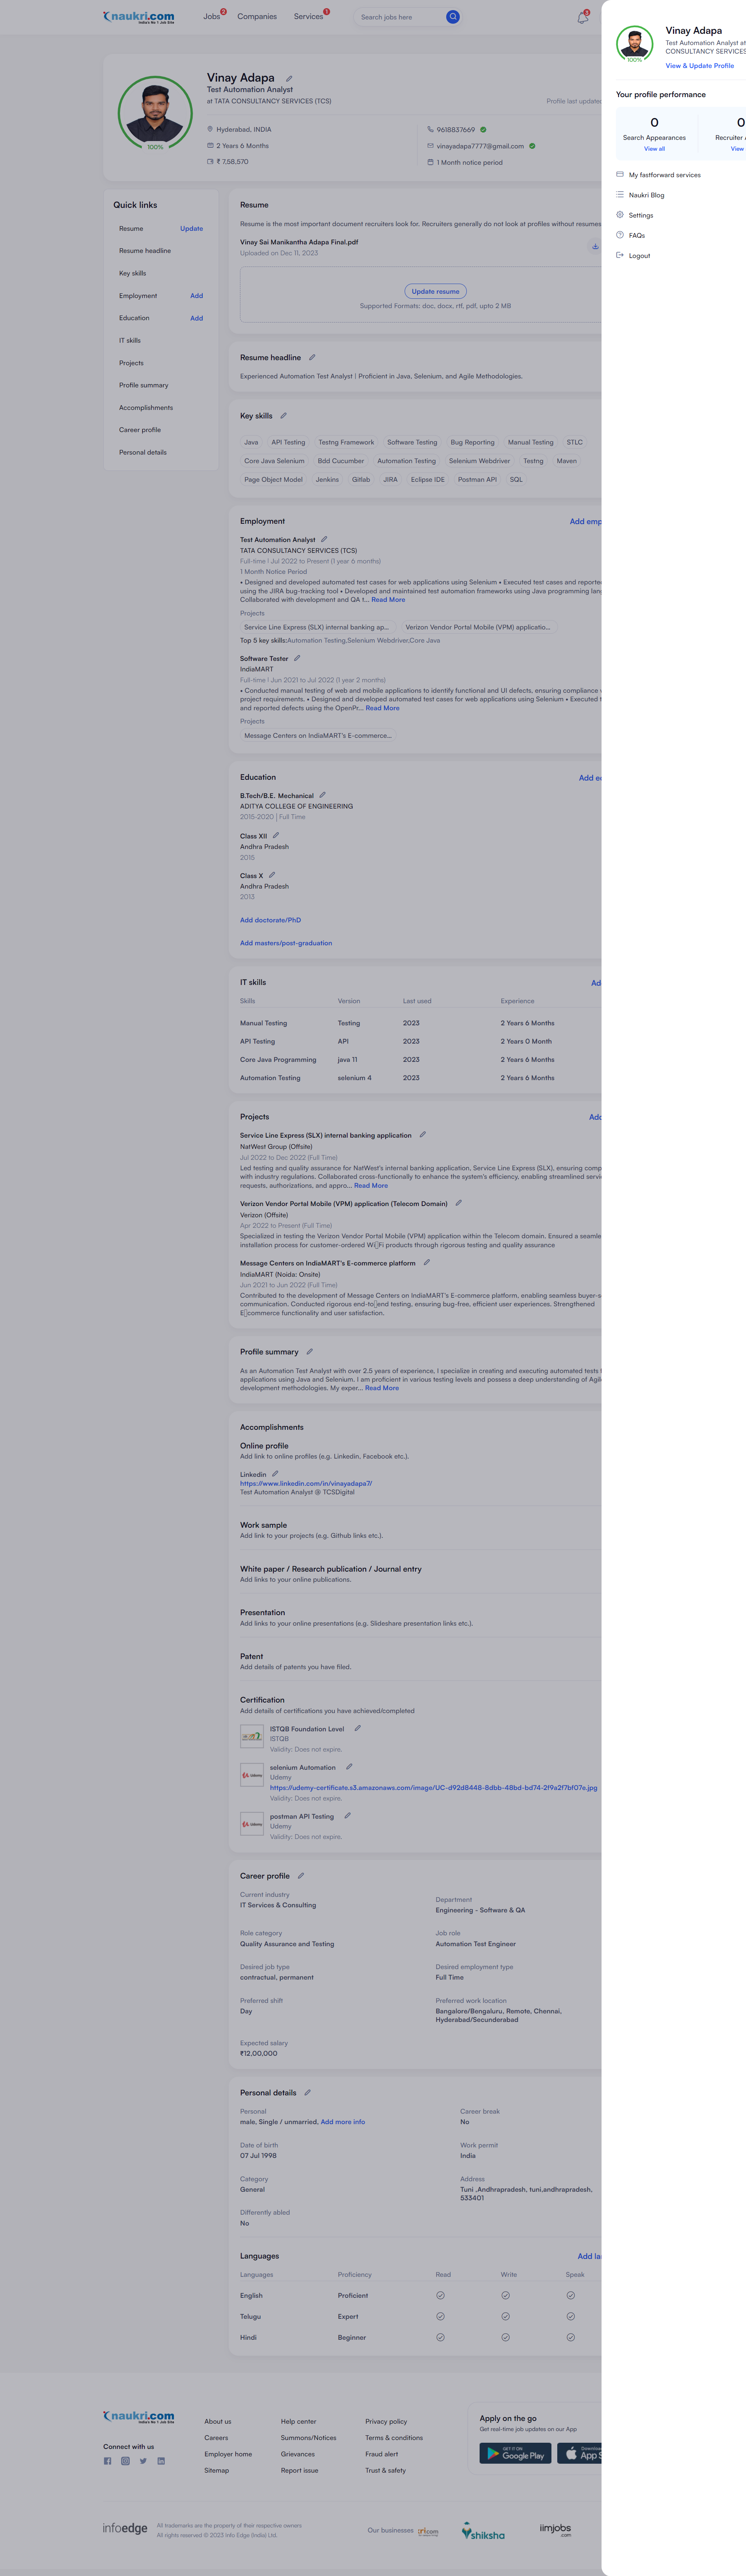 naukri.com
India's No.1 Job Site
Jobs
2
Companies
Services
1
Search jobs here
3
Vinay Adapa
Test Automation Analyst
at TATA CONSULTANCY SERVICES (TCS)
Profile last updated
100%
Hyderabad, INDIA
9618837669
2 Years 6 Months
vinayadapa7777@gmail.com
₹ 7,58,570
1 Month notice period
Quick links
Resume
Update
Resume headline
Key skills
Employment
Add
Education
Add
IT skills
Projects
Profile summary
Accomplishments
Career profile
Personal details
Resume
Resume is the most important document recruiters look for. Recruiters generally do not look at profiles without resumes
Vinay Sai Manikantha Adapa Final.pdf
Uploaded on Dec 11, 2023
Update resume
Supported Formats: doc, docx, rtf, pdf, upto 2 MB
Resume headline
Experienced Automation Test Analyst | Proficient in Java, Selenium, and Agile Methodologies.
Key skills
Java
API Testing
Testng Framework
Software Testing
Bug Reporting
Manual Testing
STLC
Core Java Selenium
Bdd Cucumber
Automation Testing
Selenium Webdriver
Testng
Maven
Page Object Model
Jenkins
Gitlab
JIRA
Eclipse IDE
Postman API
SQL
Employment
Add emp
Test Automation Analyst
TATA CONSULTANCY SERVICES (TCS)
Full-time | Jul 2022 to Present (1 year 6 months)
1 Month Notice Period
• Designed and developed automated test cases for web applications using Selenium • Executed test cases and reporte
using the JIRA bug-tracking tool • Developed and maintained test automation frameworks using Java programming lan
Collaborated with development and QA t... Read More
Projects
Service Line Express (SLX) internal banking ap...
Verizon Vendor Portal Mobile (VPM) applicatio...
Top 5 key skills:Automation Testing,Selenium Webdriver,Core Java
Software Tester
IndiaMART
Full-time | Jun 2021 to Jul 2022 (1 year 2 months)
• Conducted manual testing of web and mobile applications to identify functional and UI defects, ensuring compliance
project requirements. • Designed and developed automated test cases for web applications using Selenium • Executed t
and reported defects using the OpenPr... Read More
Projects
Message Centers on IndiaMART's E-commerce...
Education
Add e
B.Tech/B.E. Mechanical
ADITYA COLLEGE OF ENGINEERING
2015-2020 | Full Time
Class XII
Andhra Pradesh
2015
Class X
Andhra Pradesh
2013
Add doctorate/PhD
Add masters/post-graduation
IT skills
Add
Skills
Version
Last used
Experience
Manual Testing
Testing
2023
2 Years 6 Months
API Testing
API
2023
2 Years 0 Month
Core Java Programming
java 11
2023
2 Years 6 Months
Automation Testing
selenium 4
2023
2 Years 6 Months
Projects
Add
Service Line Express (SLX) internal banking application
NatWest Group (Offsite)
Jul 2022 to Dec 2022 (Full Time)
Led testing and quality assurance for NatWest's internal banking application, Service Line Express (SLX), ensuring comp
with industry regulations. Collaborated cross-functionally to enhance the system's efficiency, enabling streamlined servi
requests, authorizations, and appro... Read More
Verizon Vendor Portal Mobile (VPM) application (Telecom Domain)
Verizon (Offsite)
Apr 2022 to Present (Full Time)
Specialized in testing the Verizon Vendor Portal Mobile (VPM) application within the Telecom domain. Ensured a seamle
installation process for customer-ordered Wi Fi products through rigorous testing and quality assurance
Message Centers on IndiaMART's E-commerce platform
IndiaMART (Noida: Onsite)
Jun 2021 to Jun 2022 (Full Time)
Contributed to the development of Message Centers on IndiaMART's E-commerce platform, enabling seamless buyer-s
communication. Conducted rigorous end-to end testing, ensuring bug-free, efficient user experiences. Strengthened
E commerce functionality and user satisfaction.
Profile summary
As an Automation Test Analyst with over 2.5 years of experience, I specialize in creating and executing automated tests
applications using Java and Selenium. I am proficient in various testing levels and possess a deep understanding of Agil
development methodologies. My exper... Read More
Accomplishments
Online profile
Add link to online profiles (e.g. Linkedin, Facebook etc.).
Linkedin
https://www.linkedin.com/in/vinayadapa7/
Test Automation Analyst @ TCSDigital
Work sample
Add link to your projects (e.g. Github links etc.).
White paper / Research publication / Journal entry
Add links to your online publications.
Presentation
Add links to your online presentations (e.g. Slideshare presentation links etc.).
Patent
Add details of patents you have filed.
Certification
Add details of certifications you have achieved/completed
ISTQB Foundation Level
ISTQB
Validity: Does not expire.
selenium Automation
Udemy
https://udemy-certificate.s3.amazonaws.com/image/UC-d92d8448-8dbb-48bd-bd74-2f9a2f7bf07e.jpg
Validity: Does not expire.
postman API Testing
Udemy
Validity: Does not expire.
Career profile
Current industry
IT Services & Consulting
Department
Engineering - Software & QA
Role category
Quality Assurance and Testing
Job role
Automation Test Engineer
Desired job type
contractual, permanent
Desired employment type
Full Time
Preferred shift
Day
Preferred work location
Bangalore/Bengaluru, Remote, Chennai,
Hyderabad/Secunderabad
Expected salary
₹12,00,000
Personal details
Personal
male, Single / unmarried, Add more info
Career break
No
Date of birth
07 Jul 1998
Work permit
India
Category
General
Address
Tuni ,Andhrapradesh, tuni,andhrapradesh,
533401
Differently abled
No
Languages
Add la
Languages
Proficiency
Read
Write
Speak
English
Proficient
Telugu
Expert
Hindi
Beginner
naukri.com
India's No.1 Job Site
Connect with us
About us
Careers
Employer home
Sitemap
Help center
Summons/Notices
Grievances
Report issue
Privacy policy
Terms & conditions
Fraud alert
Trust & safety
Apply on the go
Get real-time job updates on our App
GET IT ON
Google Play
Download
App S
infoedge
All trademarks are the property of their respective owners
All rights reserved © 2023 Info Edge (India) Ltd.
Our businesses
shiksha
iimjobs
.com
Vinay Adapa
Test Automation Analyst at
CONSULTANCY SERVICES
100%
View & Update Profile
Your profile performance
0
Search Appearances
View all
0
Recruiter
View
My fastforward services
Naukri Blog
Settings
FAQs
Logout